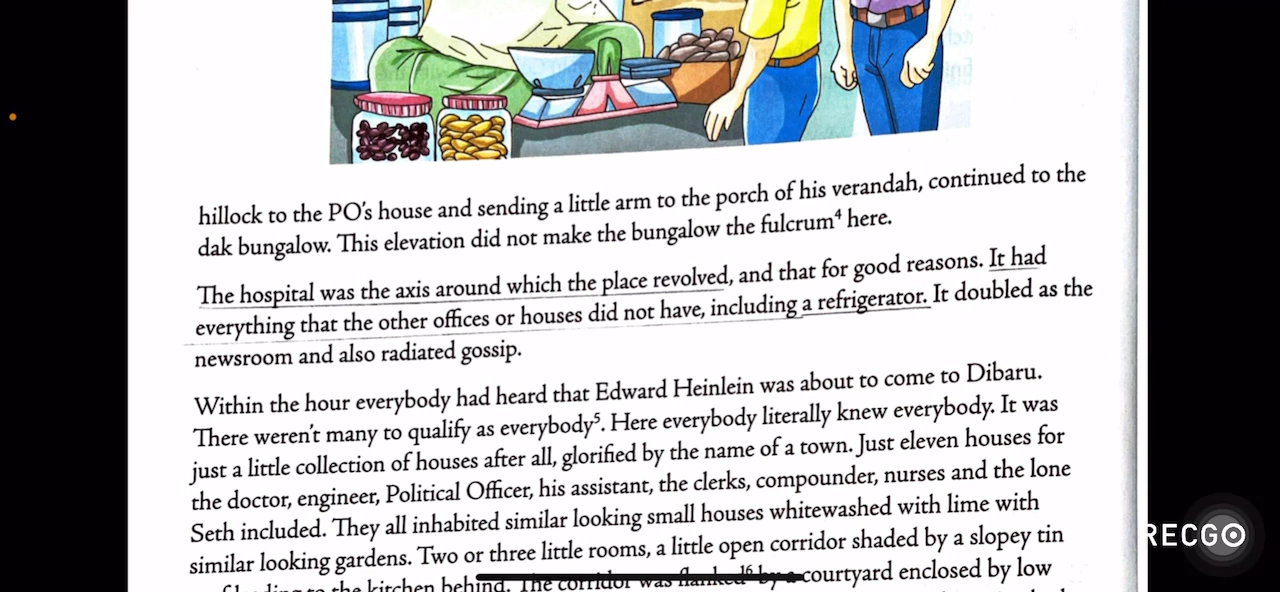 hillock to the PO's house and sending a little arm to the porch of his verandah, continued to the
dak bungalow. This elevation did not make the bungalow the fulcrum⁴ here.
The hospital was the axis around which the place revolved, and that for good reasons. It had
everything that the other offices or houses did not have, including a refrigerator. It doubled as the
newsroom and also radiated gossip.
Within the hour everybody had heard that Edward Heinlein was about to come to Dibaru.
There weren't many to qualify as everybody⁵. Here everybody literally knew everybody. It was
just a little collection of houses after all, glorified by the name of a town. Just eleven houses for
the doctor, engineer, Political Officer, his assistant, the clerks, compounder, nurses and the lone
Seth included. They all inhabited similar looking small houses whitewashed with lime with
similar looking gardens. Two or three little rooms, a little open corridor shaded by a slopey tin
to the kitchen behind. The corridor was flanked⁶ by a courtyard enclosed by low
RECGO